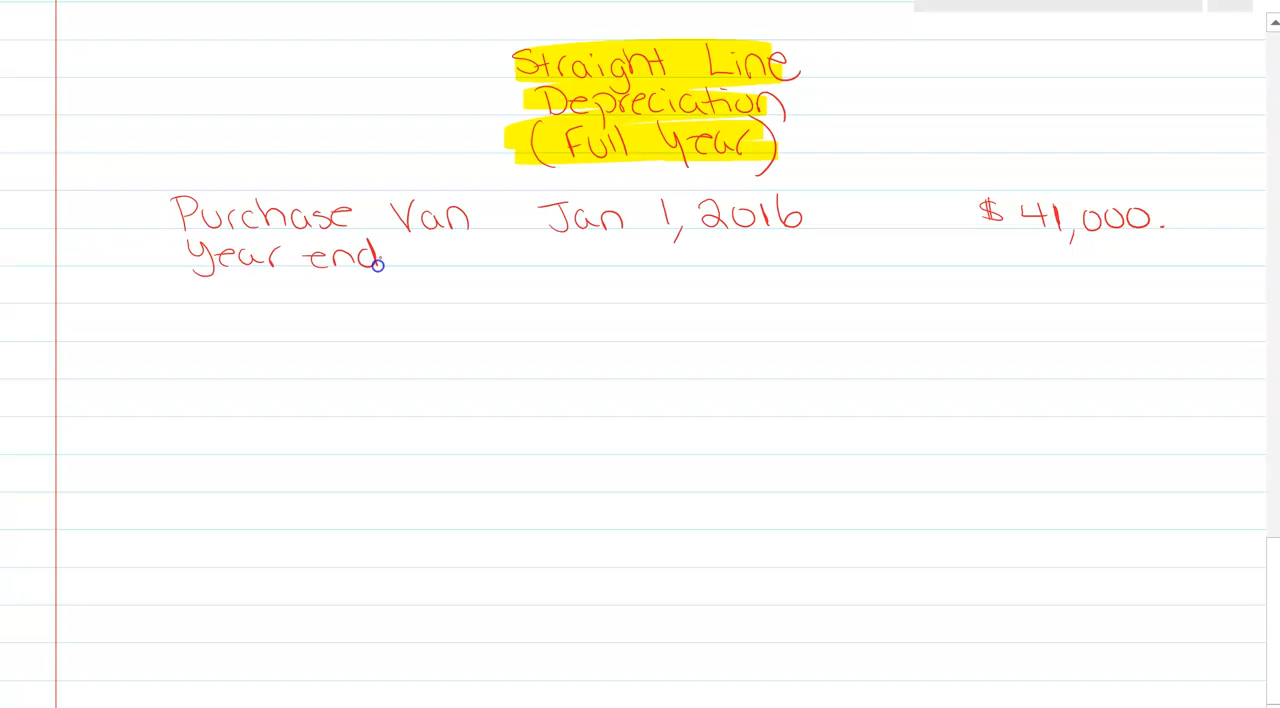 Straight Line
Depreciation
(Full Year)
Purchase Van Jan 1, 2016 $ 41,000.
Year end